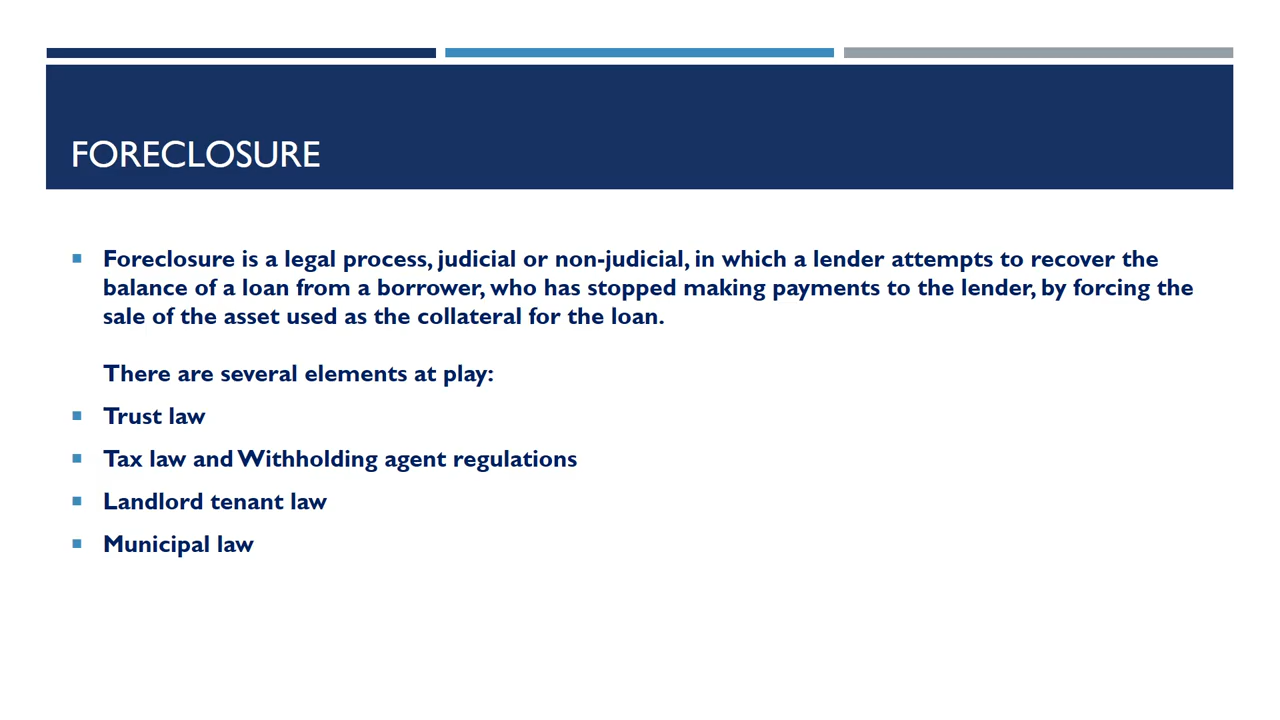 FORECLOSURE
Foreclosure is a legal process, judicial or non-judicial, in which a lender attempts to recover the
balance of a loan from a borrower, who has stopped making payments to the lender, by forcing the
sale of the asset used as the collateral for the loan.
There are several elements at play:
Trust law
Tax law and Withholding agent regulations
Landlord tenant law
Municipal law